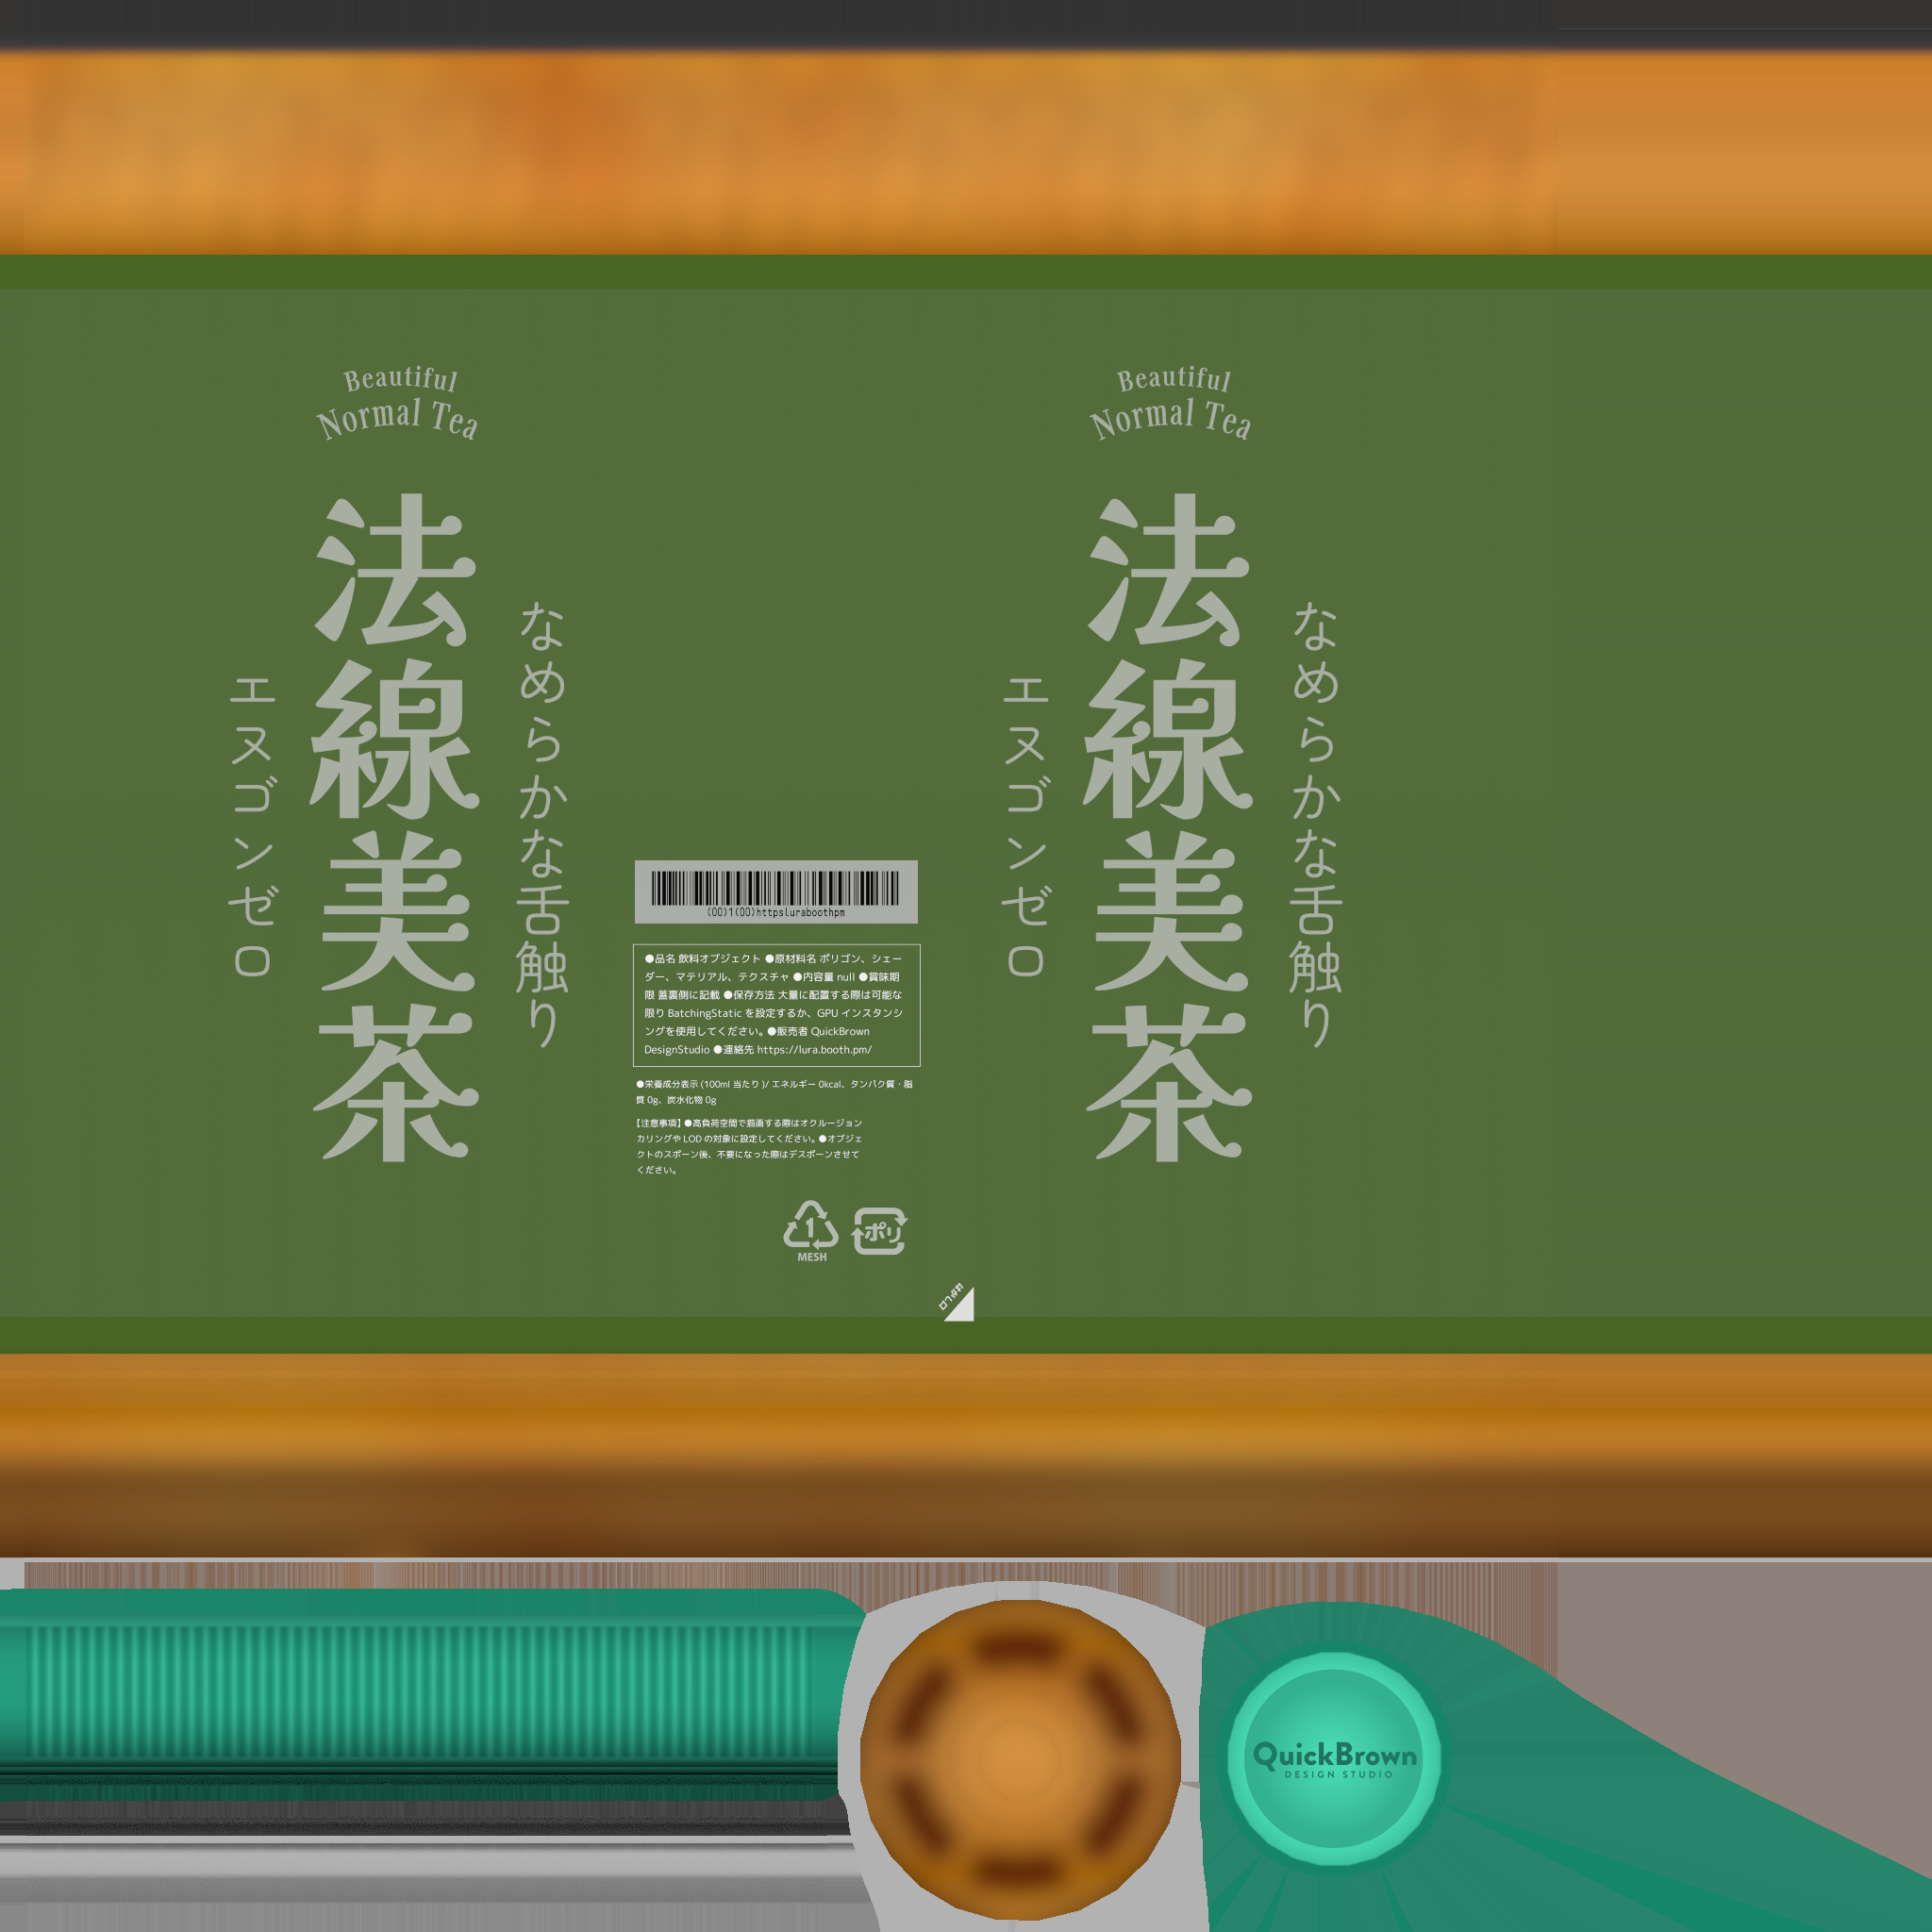 Beautiful
Normal Tea
法線美茶
なめらかな舌触り
エヌゴンゼロ
(00)1(00)httpsluraboothpm
●品名 飲料オブジェクト ●原材料名 ポリゴン、シェー
ダー、マテリアル、テクスチャ ●内容量 null ●賞味期
限 蓋裏側に記載 ●保存方法 大量に配置する際は可能な
限り BatchingStatic を設定するか、GPU インスタンシ
ングを使用してください。●販売者 QuickBrown
DesignStudio ●連絡先 https://lura.booth.pm/
●栄養成分表示 (100ml 当たり )/ エネルギー 0kcal、タンパク質・脂
質 0g、炭水化物 0g
【注意事項】●高負荷空間で描画する際はオクルージョン
カリングや LOD の対象に設定してください。●オブジェ
クトのスポーン後、不要になった際はデスポーンさせて
ください。
1
MESH
ポリ
Beautiful
Normal Tea
法線美茶
なめらかな舌触り
エヌゴンゼロ
QuickBrown
DESIGN STUDIO